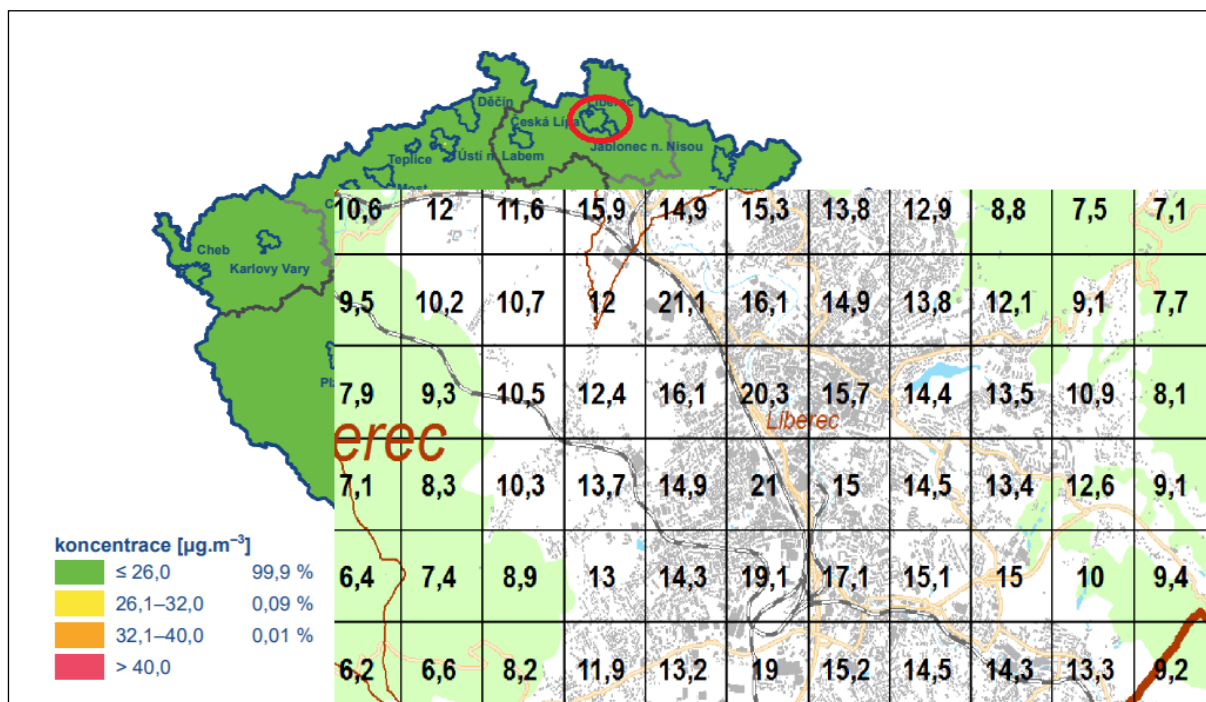 Děčín
Liberec
Česká Lípa
Jablonec n. Nisou
Teplice
Ústí n. Labem
Most
Cheb
Karlovy Vary
10,6 12 11,6 15,9 14,9 15,3 13,8 12,9 8,8 7,5 7,1
9,5 10,2 10,7 12 21,1 16,1 14,9 13,8 12,1 9,1 7,7
7,9 9,3 10,5 12,4 16,1 20,3 15,7 14,4 13,5 10,9 8,1
Liberec
erec
7,1 8,3 10,3 13,7 14,9 21 15 14,5 13,4 12,6 9,1
6,4 7,4 8,9 13 14,3 19,1 17,1 15,1 15 10 9,4
6,2 6,6 8,2 11,9 13,2 19 15,2 14,5 14,3 13,3 9,2
koncentrace [µg.m⁻³]
≤ 26,0 99,9 %
26,1–32,0 0,09 %
32,1–40,0 0,01 %
> 40,0